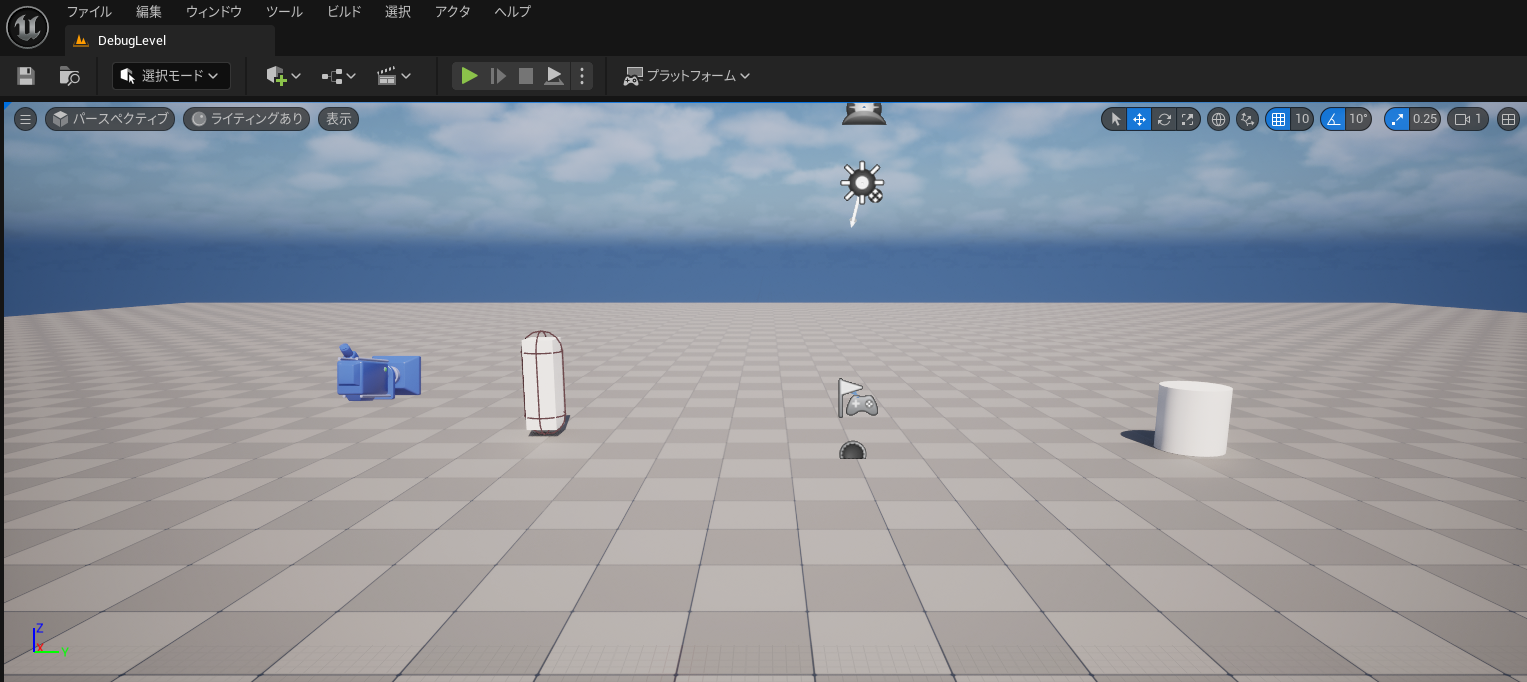 ファイル 編集 ウィンドウ ツール ビルド 選択 アクタ ヘルプ
DebugLevel
選択モード プラットフォーム
パースペクティブ ライティングあり 表示 10 10° 0.25 1
Z
X Y